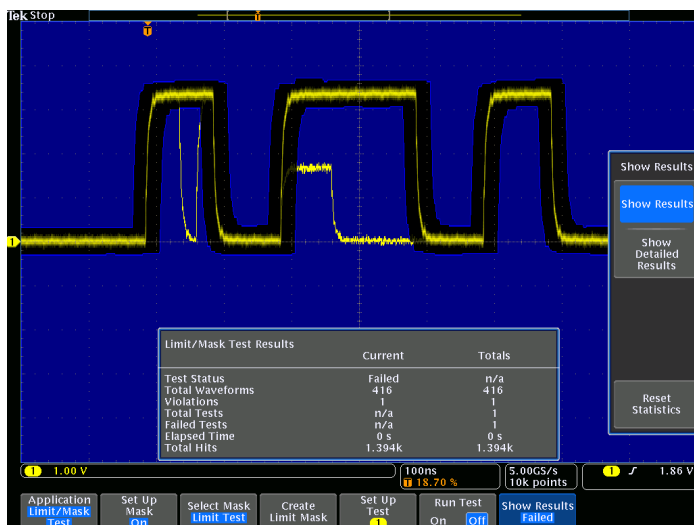 Tek Stop
T
T
1
Show Results
Show Results
Show
Detailed
Results
Reset
Statistics
Limit/Mask Test Results
Current Totals
Test Status Failed n/a
Total Waveforms 416 416
Violations 1 1
Total Tests n/a 1
Failed Tests n/a 1
Elapsed Time 0 s 0 s
Total Hits 1.394k 1.394k
1 1.00 V 100ns 5.00GS/s 1 1.86 V
T 18.70 % 10k points
Application Set Up Select Mask Create Set Up Run Test Show Results
Limit/Mask Mask Limit Test Limit Mask Test On Off Failed
Test On 1